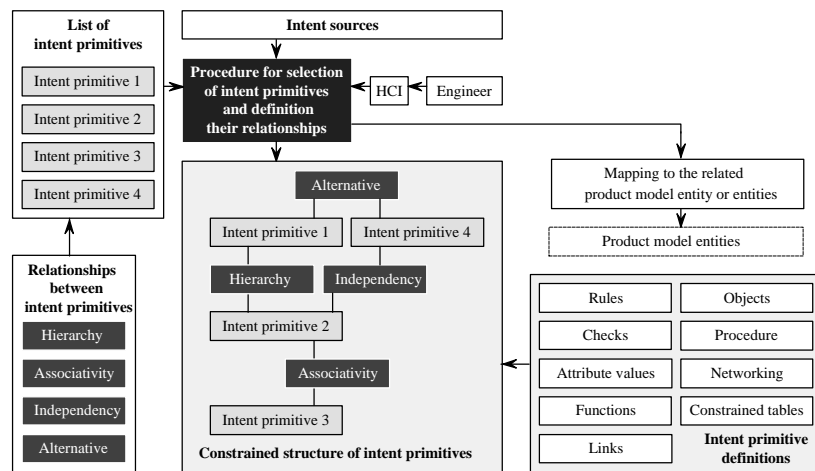 List of
intent primitives
Intent primitive 1
Intent primitive 2
Intent primitive 3
Intent primitive 4
Intent sources
Procedure for selection
of intent primitives
and definition
their relationships
HCI
Engineer
Mapping to the related
product model entity or entities
Product model entities
Relationships
between
intent primitives
Hierarchy
Associativity
Independency
Alternative
Alternative
Intent primitive 1
Intent primitive 4
Hierarchy
Independency
Intent primitive 2
Associativity
Intent primitive 3
Constrained structure of intent primitives
Rules
Objects
Checks
Procedure
Attribute values
Networking
Functions
Constrained tables
Links
Intent primitive
definitions